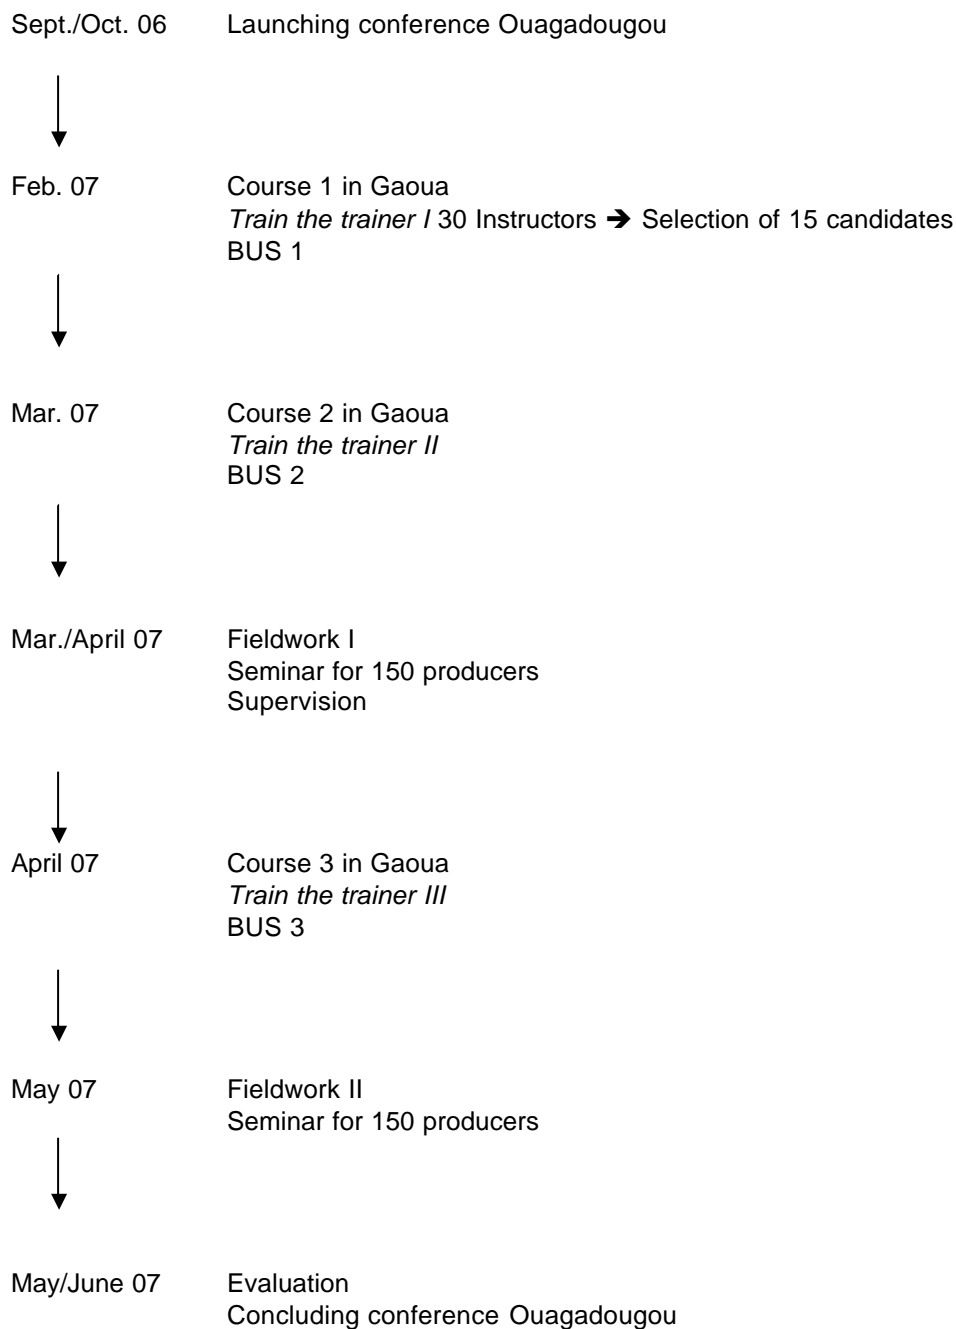 Sept./Oct. 06 Launching conference Ouagadougou
Feb. 07 Course 1 in Gaoua
Train the trainer I 30 Instructors ➔ Selection of 15 candidates
BUS 1
Mar. 07 Course 2 in Gaoua
Train the trainer II
BUS 2
Mar./April 07 Fieldwork I
Seminar for 150 producers
Supervision
April 07 Course 3 in Gaoua
Train the trainer III
BUS 3
May 07 Fieldwork II
Seminar for 150 producers
May/June 07 Evaluation
Concluding conference Ouagadougou